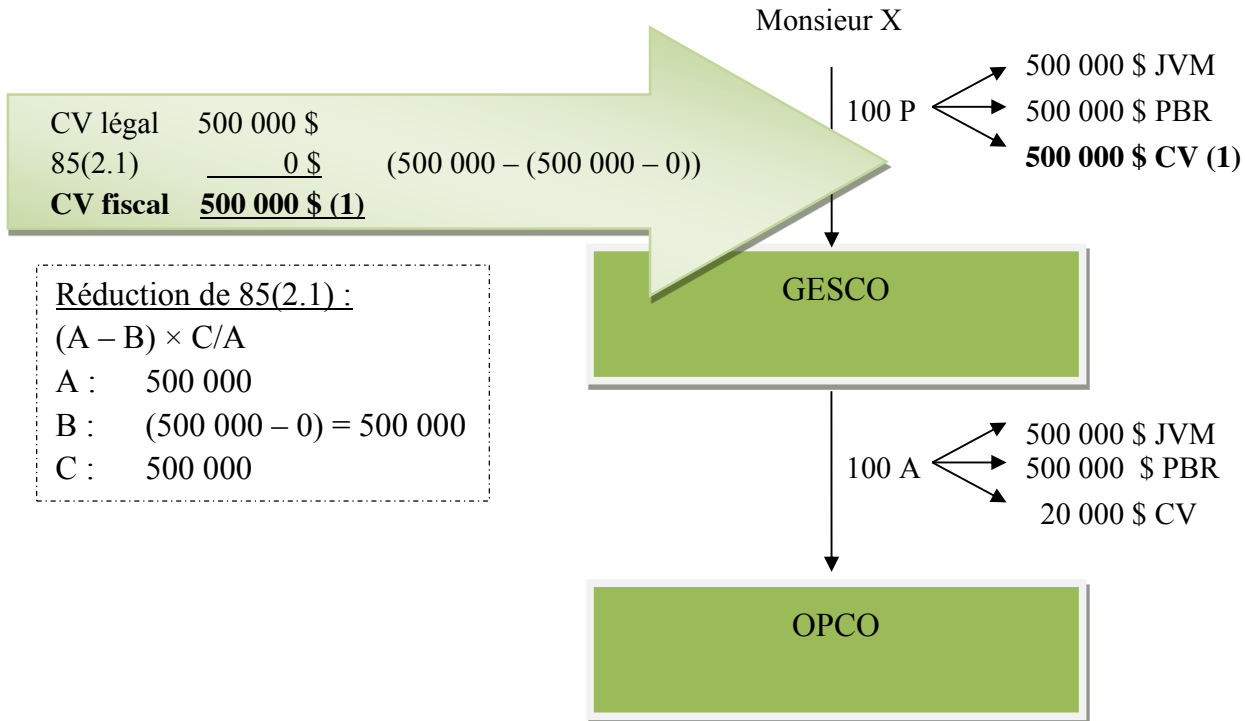 Monsieur X
500 000 $ JVM
100 P
500 000 $ PBR
500 000 $ CV (1)
CV légal 500 000 $
85(2.1) 0 $ (500 000 – (500 000 – 0))
CV fiscal 500 000 $ (1)
GESCO
Réduction de 85(2.1) :
(A – B) × C/A
A : 500 000
B : (500 000 – 0) = 500 000
C : 500 000
500 000 $ JVM
100 A
500 000 $ PBR
20 000 $ CV
OPCO